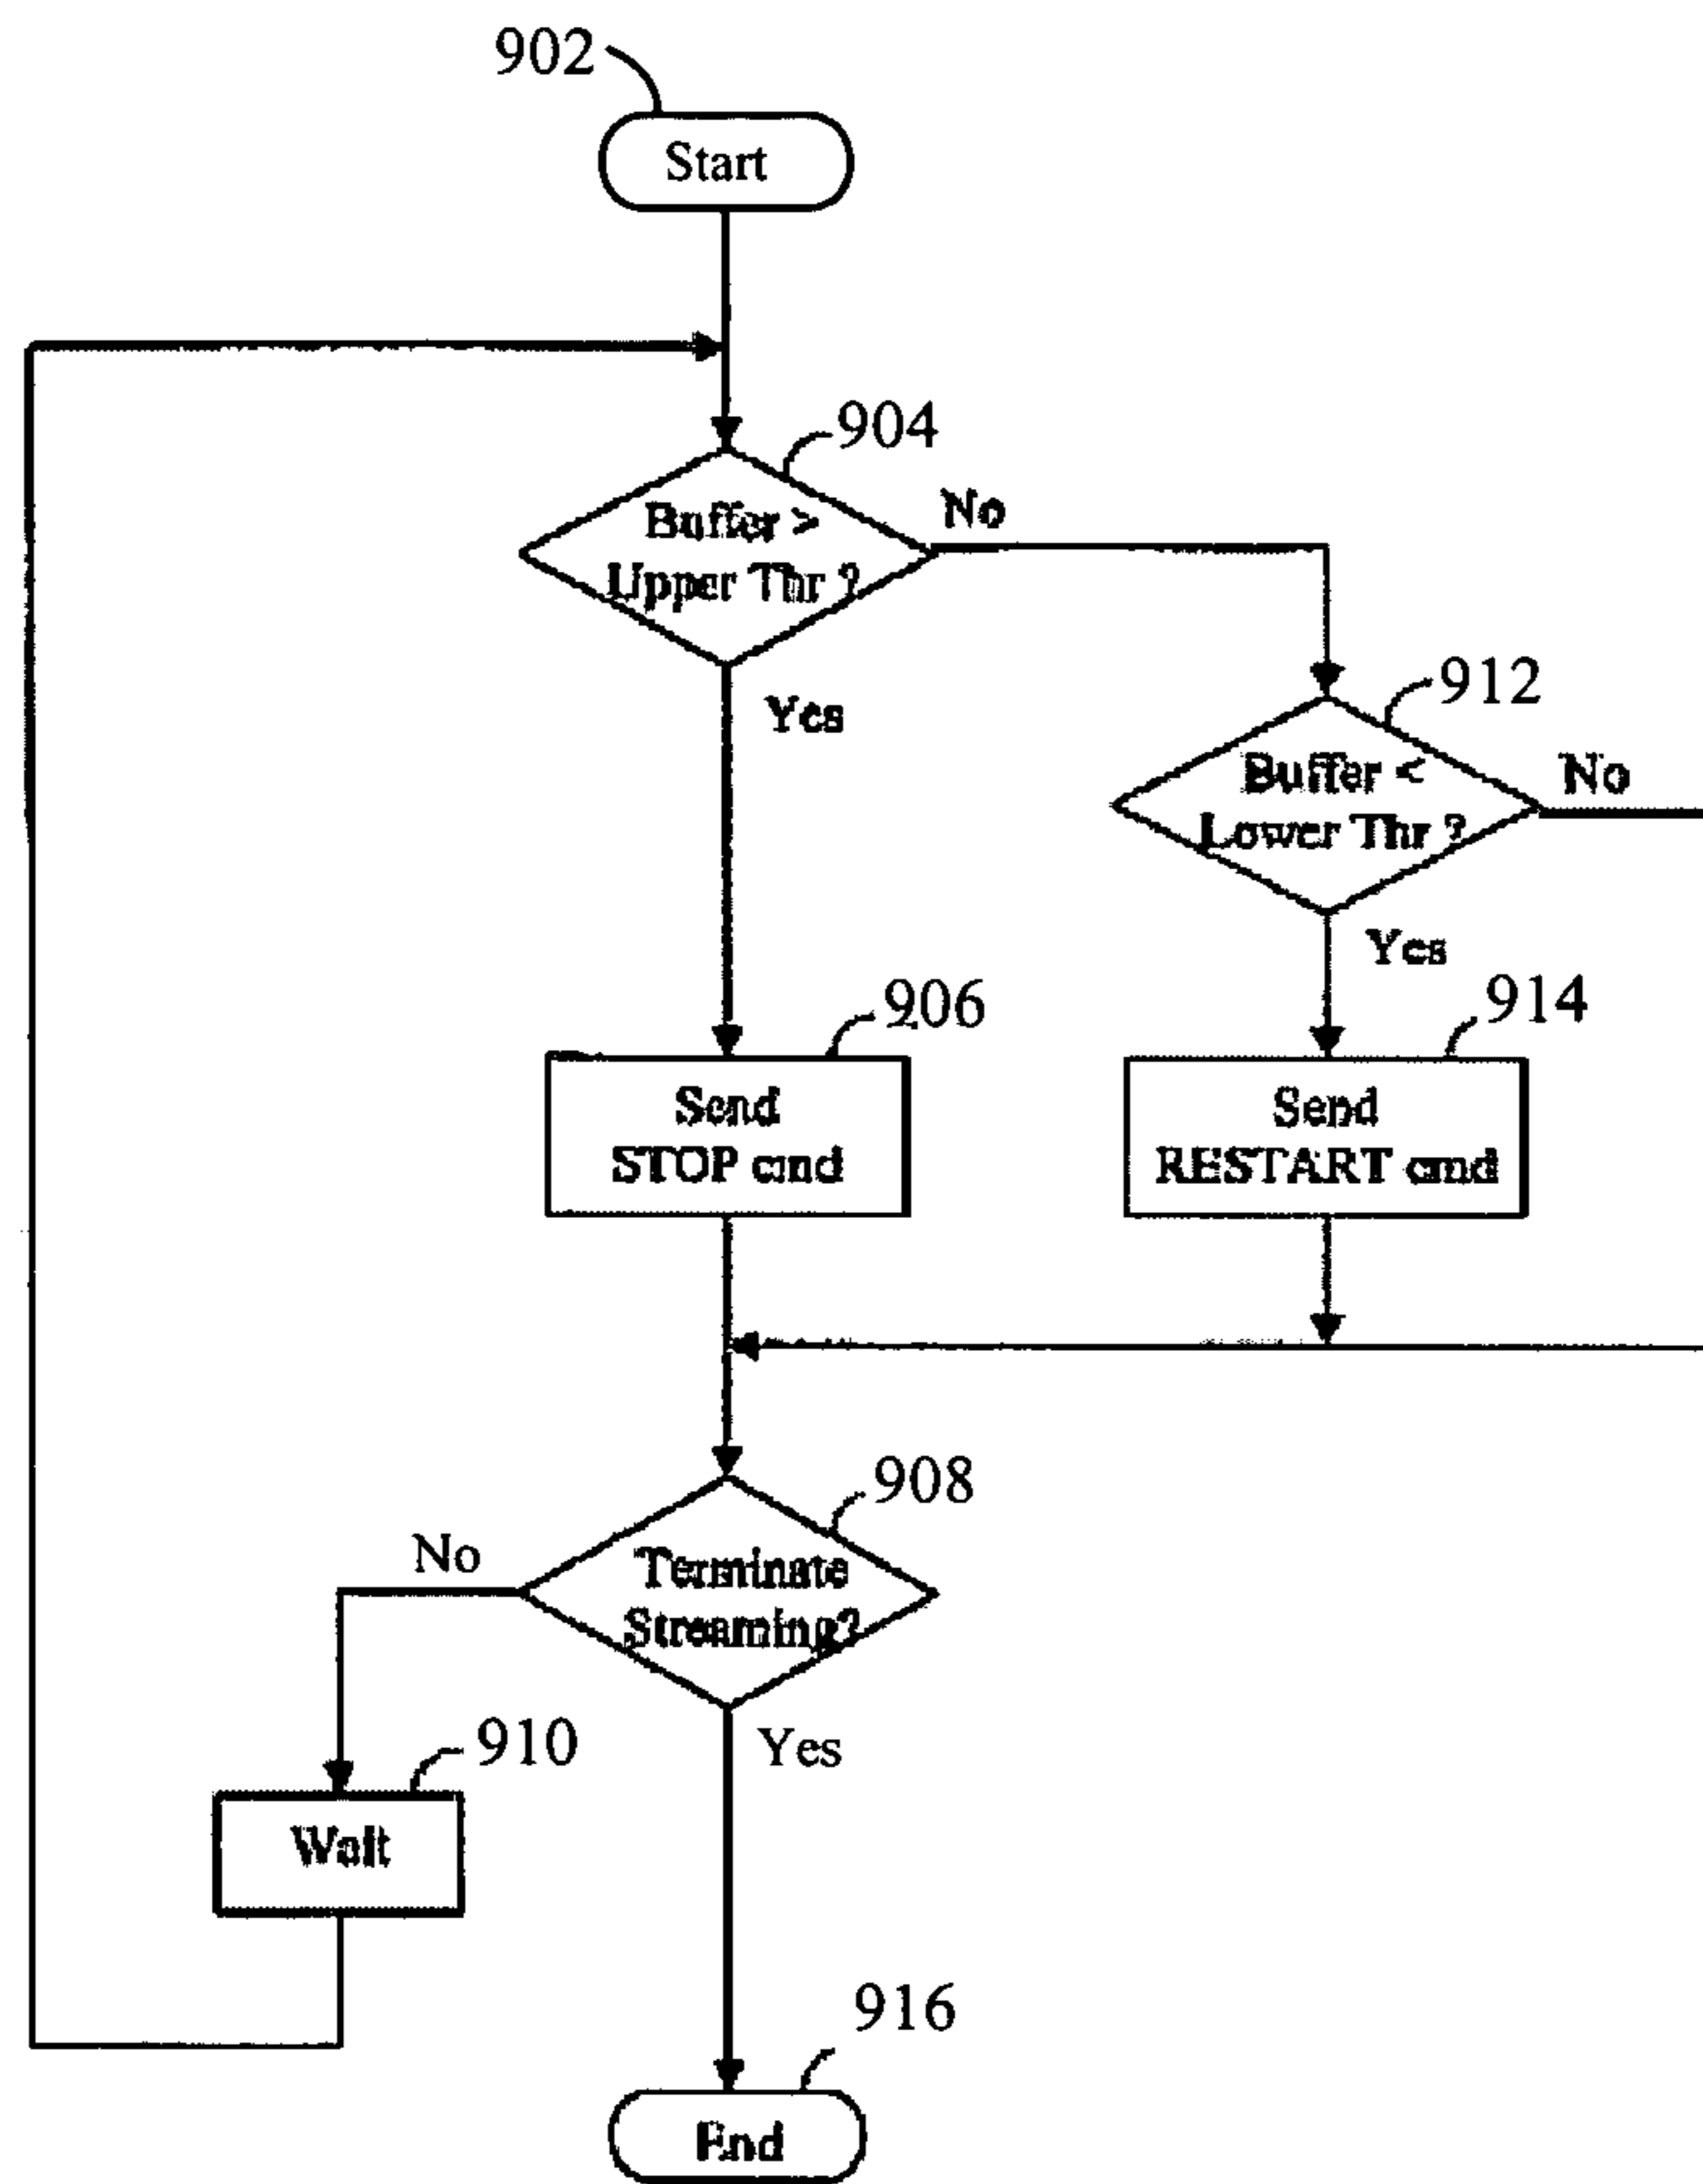 902
Start
904
Buffer >
Upper Thr ?
No
Yes
912
Buffer <
Lower Thr ?
No
Yes
906
Send
STOP cmd
914
Send
RESTART cmd
908
Terminate
Streaming?
No
Yes
910
Wait
916
End